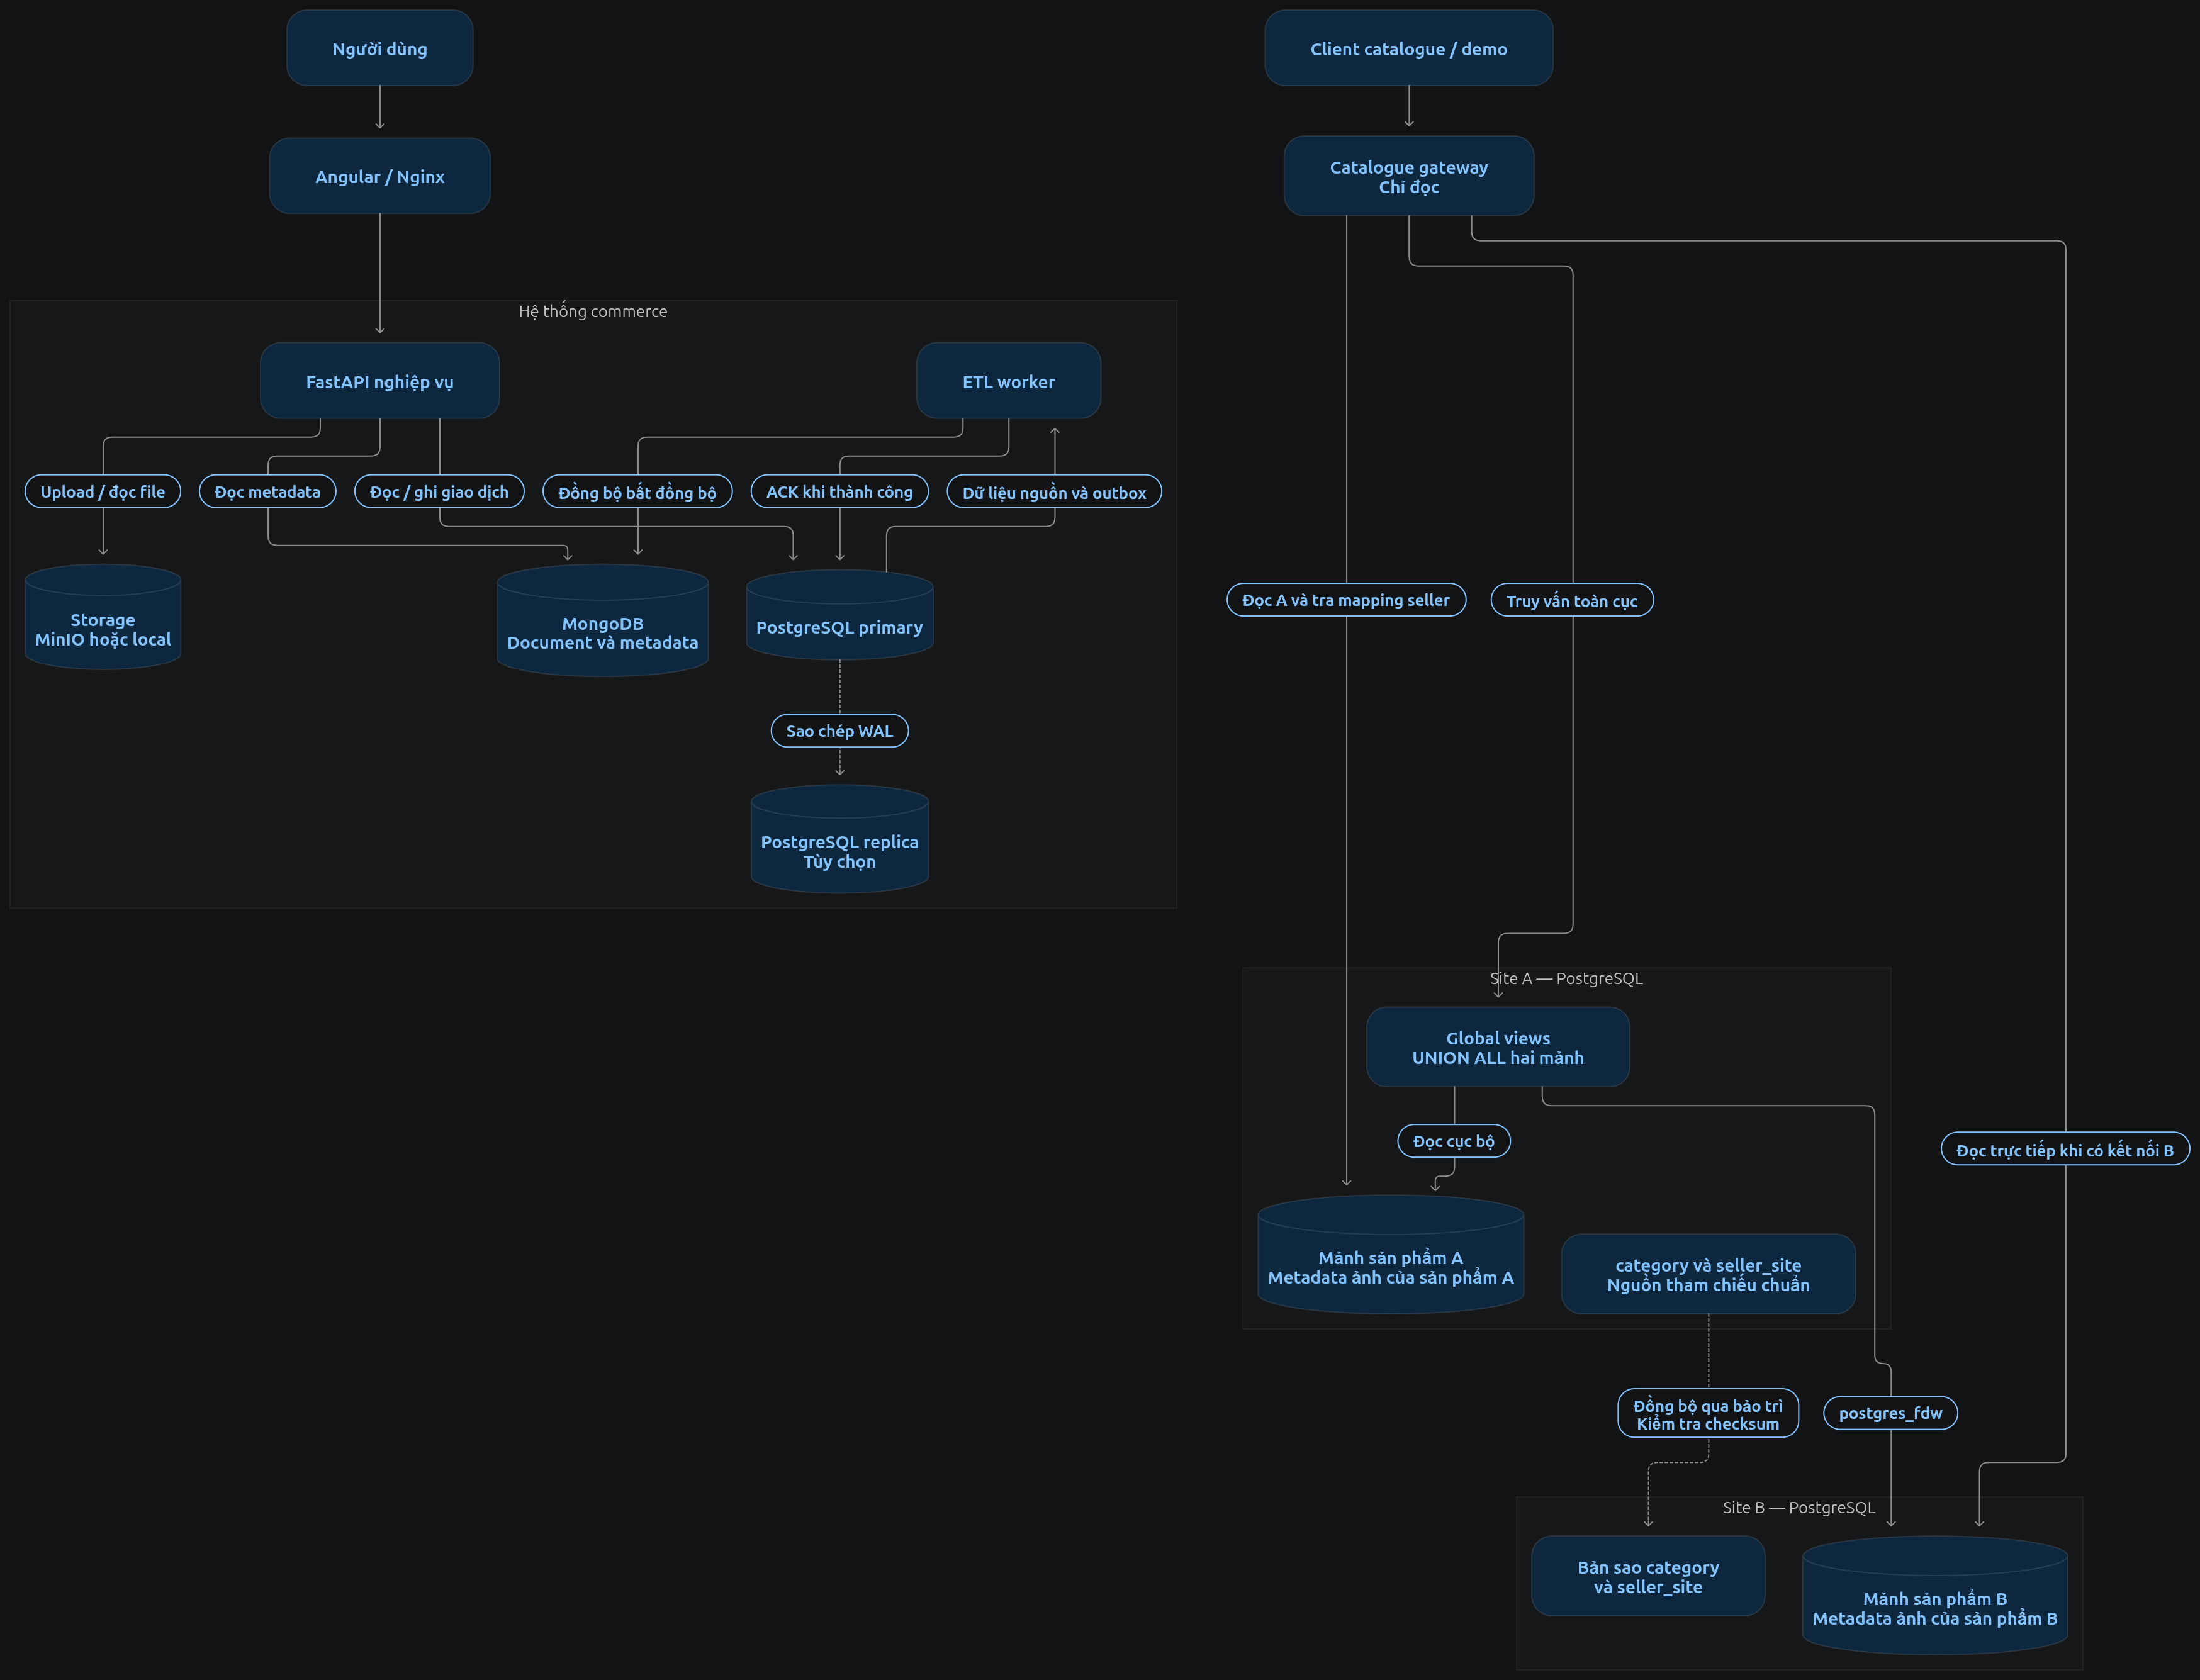 Người dùng
Client catalogue / demo
Angular / Nginx
Catalogue gateway
Chỉ đọc
Hệ thống commerce
FastAPI nghiệp vụ
ETL worker
Upload / đọc file
Đọc metadata
Đọc / ghi giao dịch
Đồng bộ bất đồng bộ
ACK khi thành công
Dữ liệu nguồn và outbox
Storage
MinIO hoặc local
MongoDB
Document và metadata
PostgreSQL primary
Sao chép WAL
PostgreSQL replica
Tùy chọn
Đọc A và tra mapping seller
Truy vấn toàn cục
Site A — PostgreSQL
Global views
UNION ALL hai mảnh
Đọc cục bộ
Đọc trực tiếp khi có kết nối B
Mảnh sản phẩm A
Metadata ảnh của sản phẩm A
category và seller_site
Nguồn tham chiếu chuẩn
Đồng bộ qua bảo trì
Kiểm tra checksum
postgres_fdw
Site B — PostgreSQL
Bản sao category
và seller_site
Mảnh sản phẩm B
Metadata ảnh của sản phẩm B